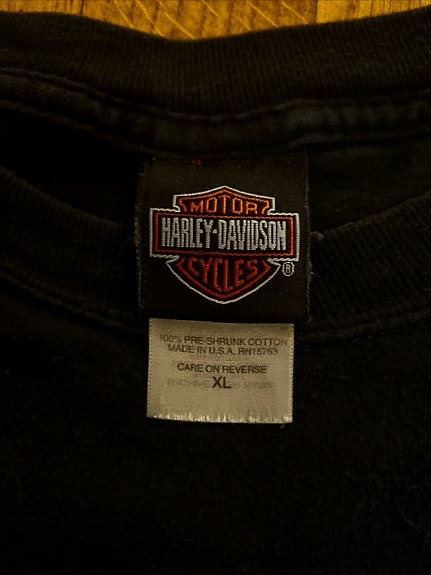 MOTOR
HARLEY-DAVIDSON
CYCLES
®
100% PRE-SHRUNK COTTON
MADE IN U.S.A. RN15763
CARE ON REVERSE
XL